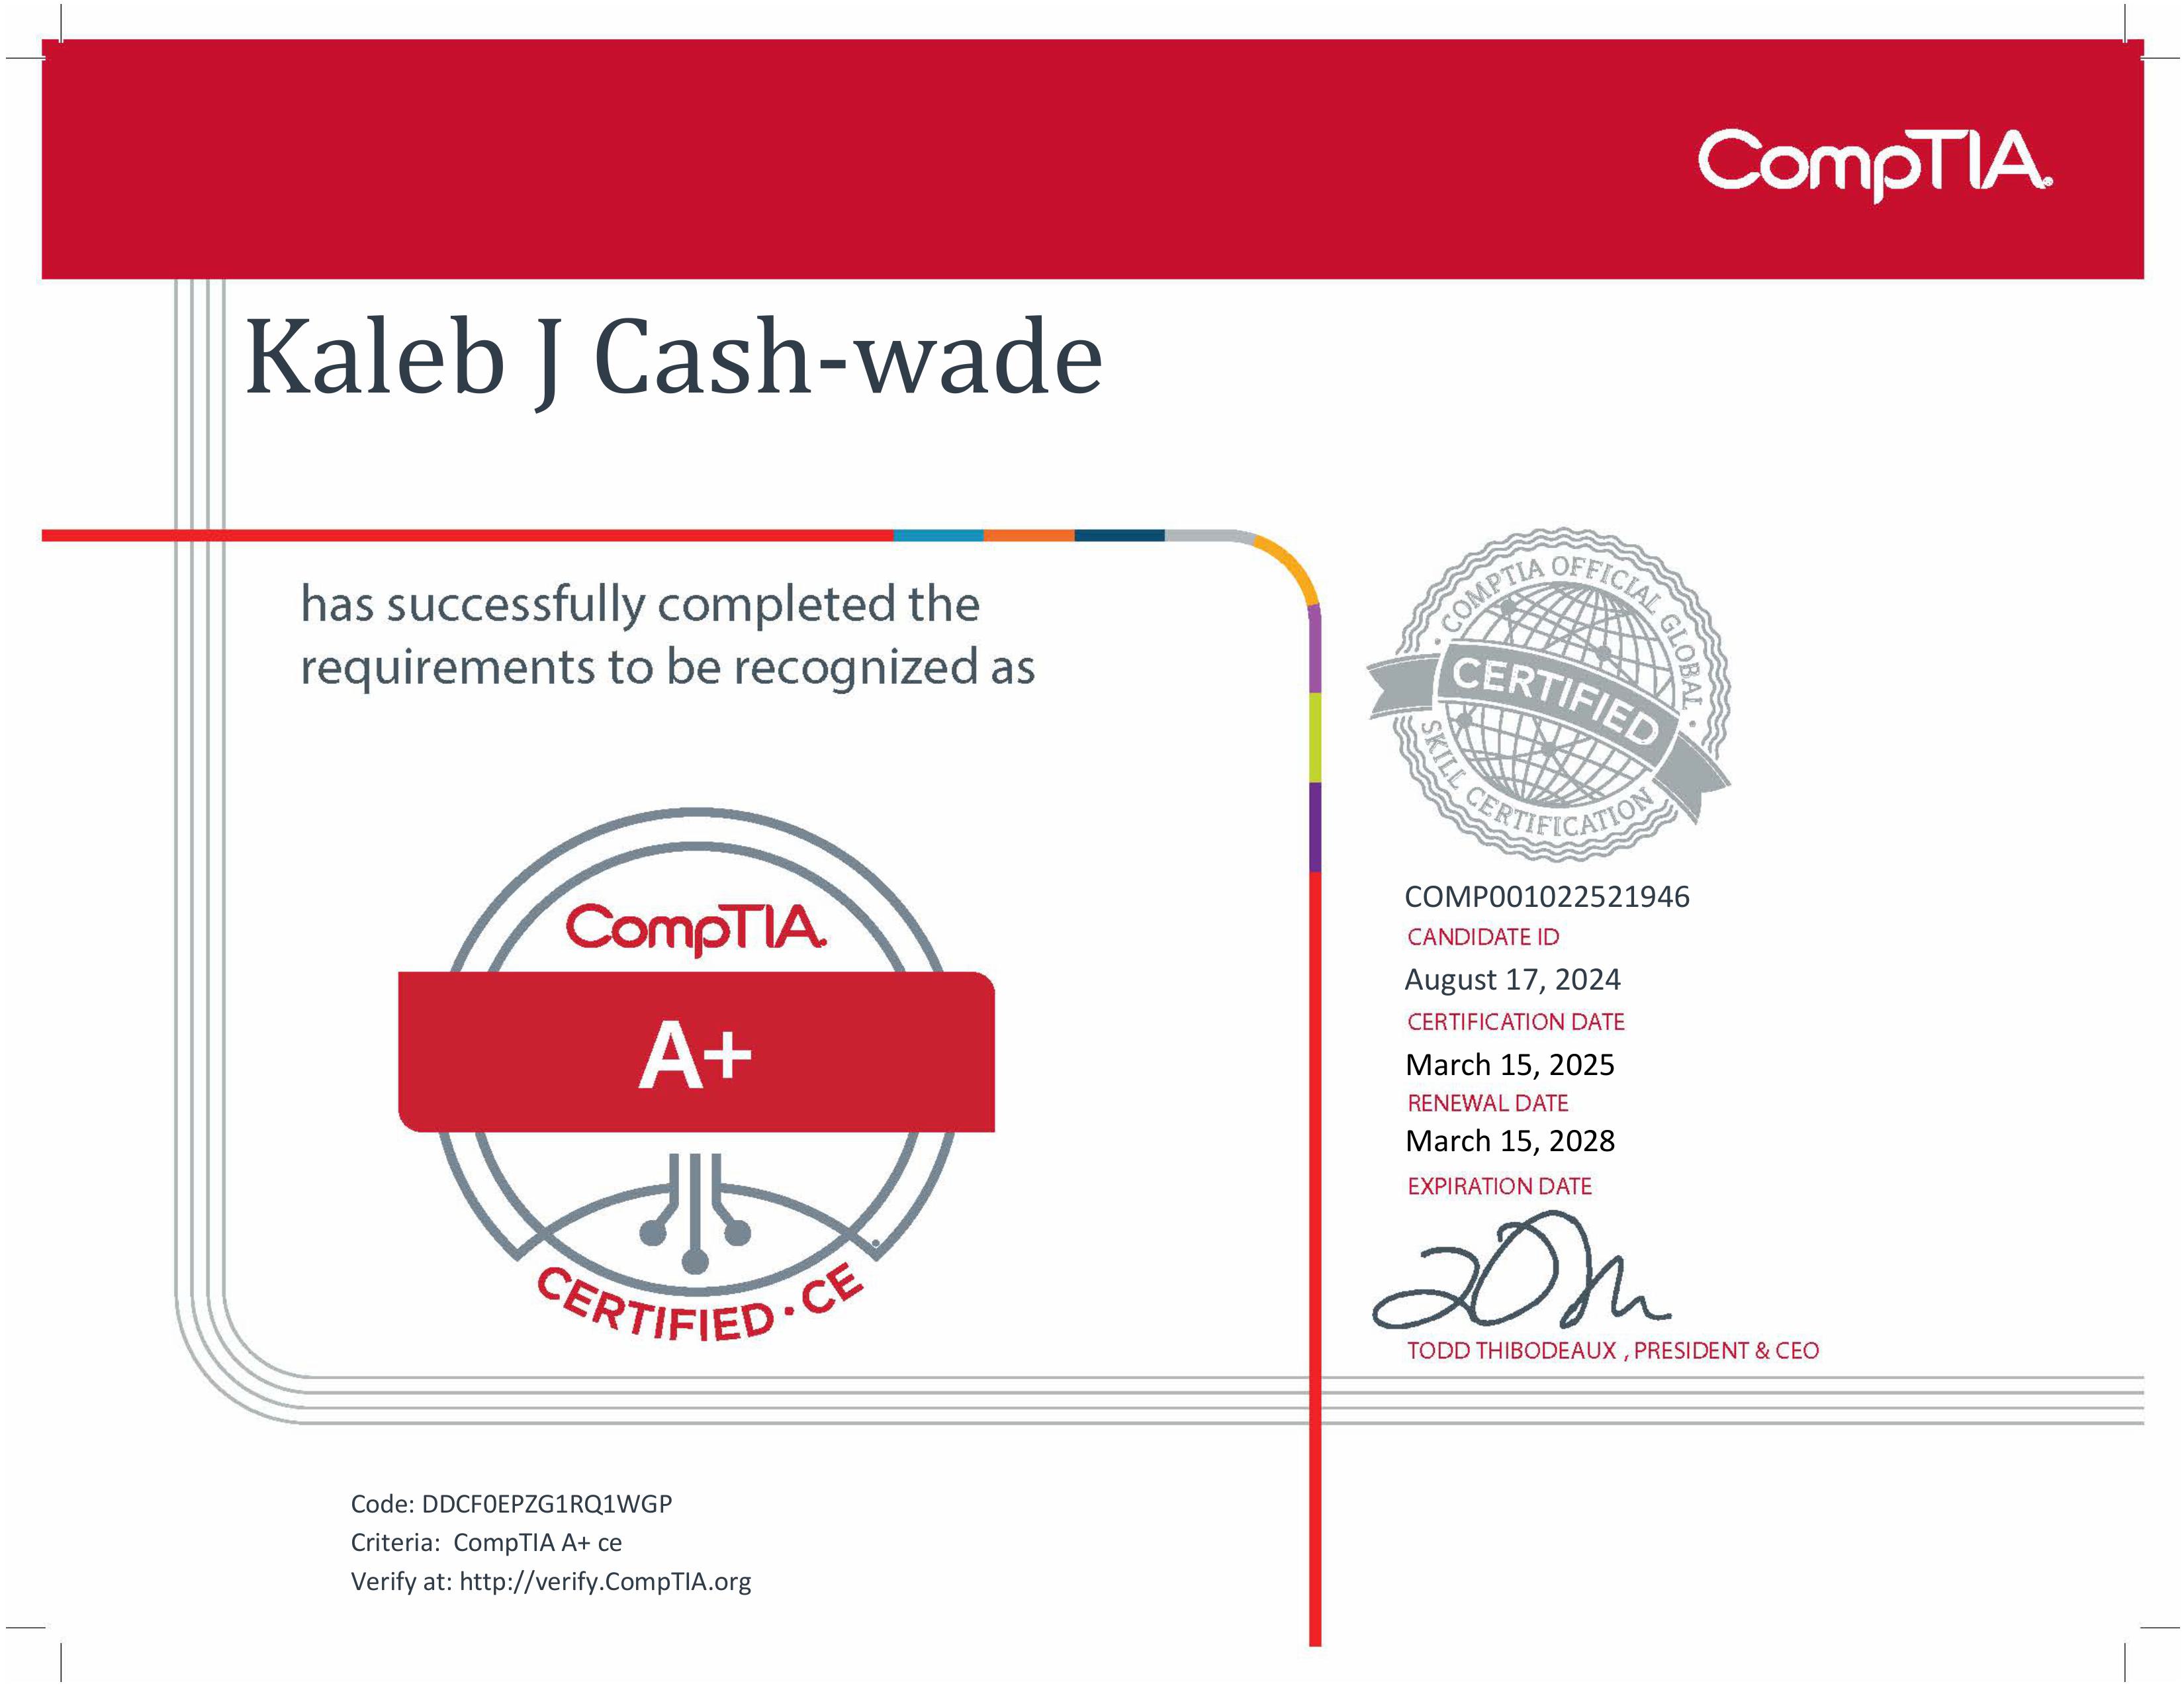 CompTIA.
Kaleb J Cash-wade
has successfully completed the
requirements to be recognized as
COMPTIA OFFICIAL GLOBAL
CERTIFIED
SKILL CERTIFICATION
CompTIA.
A+
CERTIFIED • CE
COMP001022521946
CANDIDATE ID
August 17, 2024
CERTIFICATION DATE
March 15, 2025
RENEWAL DATE
March 15, 2028
EXPIRATION DATE
TODD THIBODEAUX , PRESIDENT & CEO
Code: DDCF0EPZG1RQ1WGP
Criteria:  CompTIA A+ ce
Verify at: http://verify.CompTIA.org